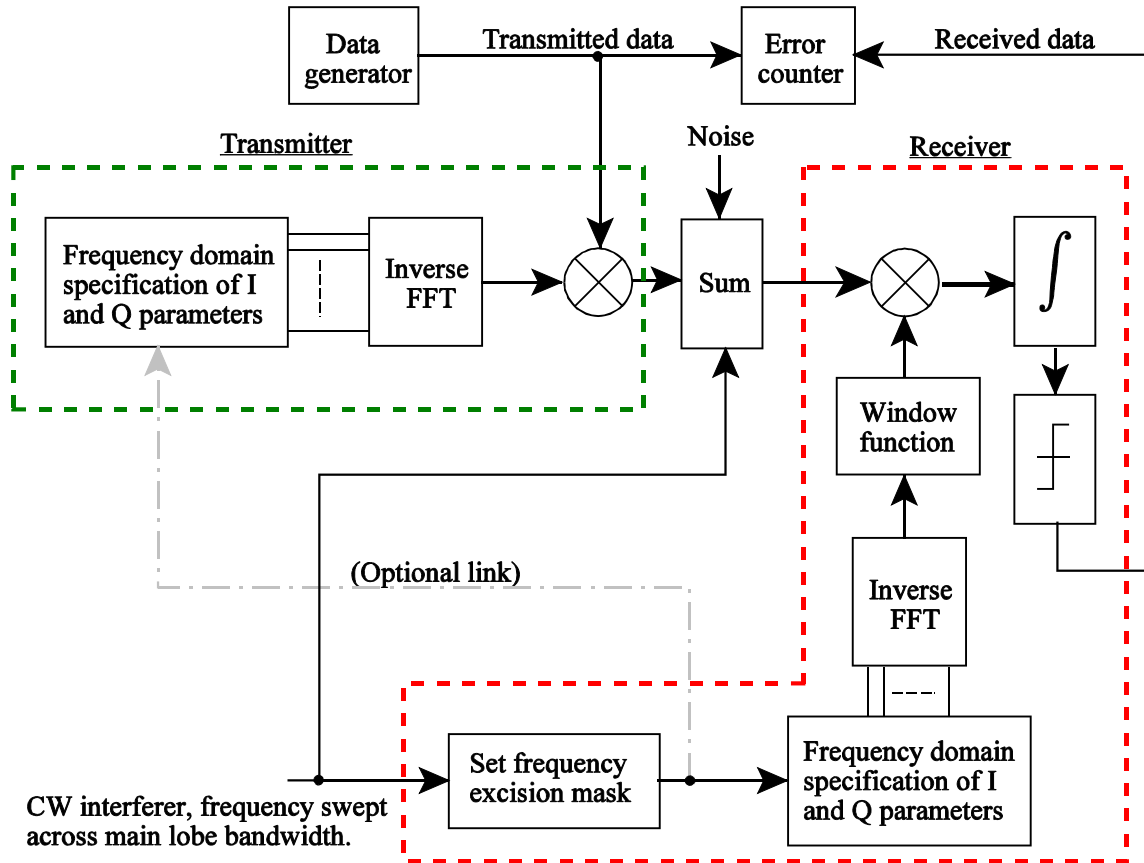 Data
generator
Transmitted data
Error
counter
Received data
Transmitter
Noise
Receiver
Frequency domain
specification of I
and Q parameters
Inverse
FFT
Sum
∫
Window
function
(Optional link)
Inverse
FFT
Set frequency
excision mask
Frequency domain
specification of I
and Q parameters
CW interferer, frequency swept
across main lobe bandwidth.